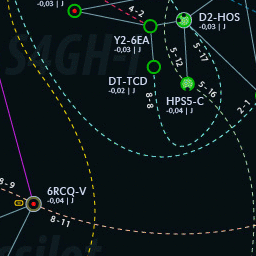 -0,03 | J
4-2
D2-HOS
-0,03 | J
Y2-6EA
-0,03 | J
5-17
5-12
SAGH-I
DT-TCD
-0,02 | J
8-8
5-16
HPS5-C
-0,04 | J
2-1
8-9
6RCQ-V
-0,04 | J
8-11